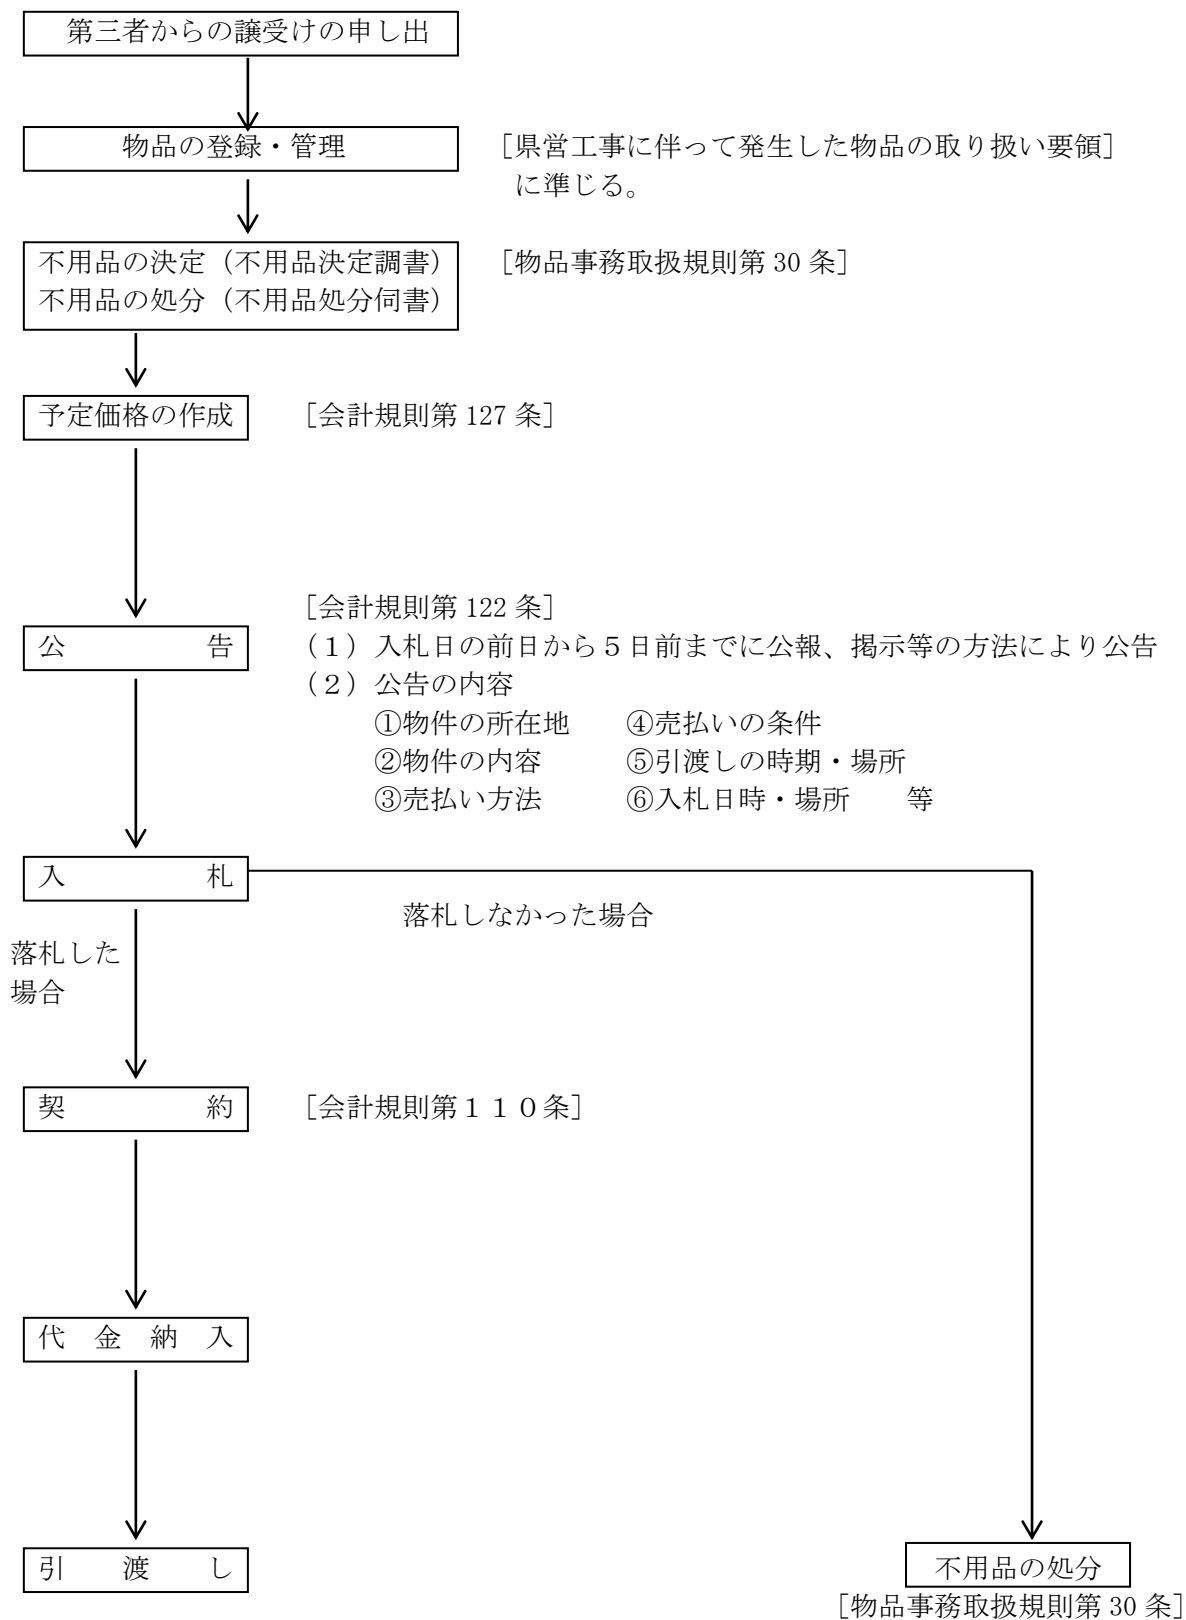 第三者からの譲受けの申し出
物品の登録・管理　［県営工事に伴って発生した物品の取り扱い要領］
に準じる。
不用品の決定（不用品決定調書）　［物品事務取扱規則第 30 条］
不用品の処分（不用品処分伺書）
予定価格の作成　［会計規則第 127 条］
［会計規則第 122 条］
公　告　（１）入札日の前日から５日前までに公報、掲示等の方法により公告
（２）公告の内容
①物件の所在地　④売払いの条件
②物件の内容　⑤引渡しの時期・場所
③売払い方法　⑥入札日時・場所　等
入　札
落札しなかった場合
落札した
場合
契　約　［会計規則第１１０条］
代　金　納　入
引　渡　し
不用品の処分
［物品事務取扱規則第 30 条］